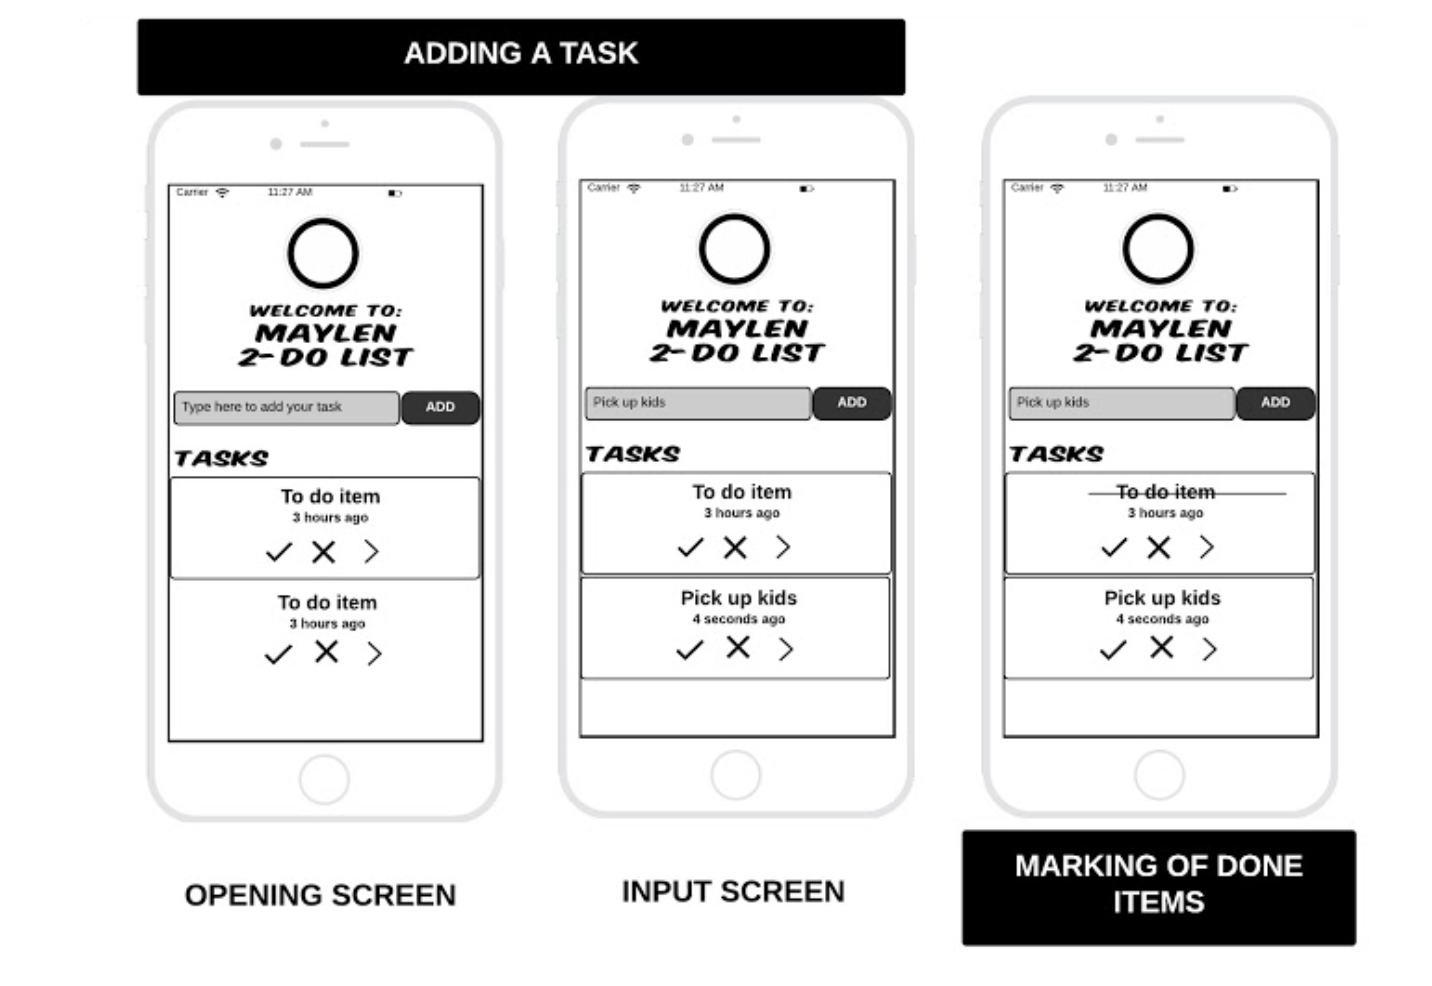 ADDING A TASK
Carrier 11:27 AM
WELCOME TO:
MAYLEN
2-DO LIST
Type here to add your task ADD
TASKS
To do item
3 hours ago
To do item
3 hours ago
OPENING SCREEN
Carrier 11:27 AM
WELCOME TO:
MAYLEN
2-DO LIST
Pick up kids ADD
TASKS
To do item
3 hours ago
Pick up kids
4 seconds ago
INPUT SCREEN
Carrier 11:27 AM
WELCOME TO:
MAYLEN
2-DO LIST
Pick up kids ADD
TASKS
To do item
3 hours ago
Pick up kids
4 seconds ago
MARKING OF DONE
ITEMS